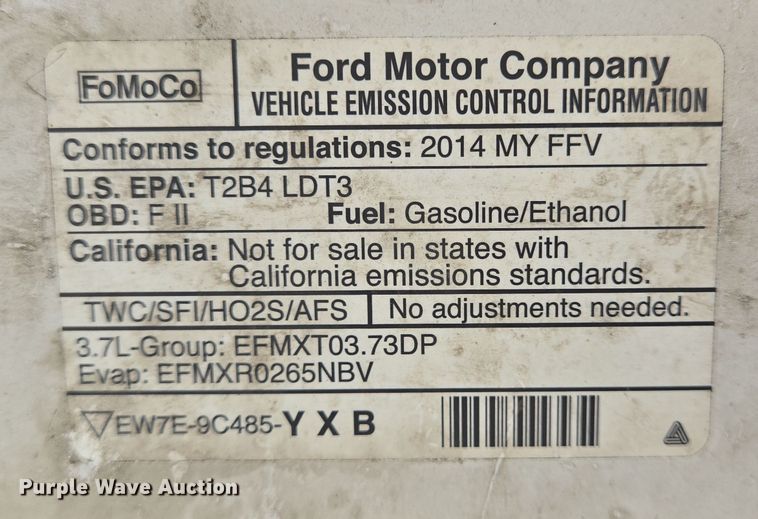 FoMoCo
Ford Motor Company
VEHICLE EMISSION CONTROL INFORMATION
Conforms to regulations: 2014 MY FFV
U.S. EPA: T2B4 LDT3
OBD: F II Fuel: Gasoline/Ethanol
California: Not for sale in states with
California emissions standards.
TWC/SFI/HO2S/AFS No adjustments needed.
3.7L-Group: EFMXT03.73DP
Evap: EFMXR0265NBV
EW7E-9C485-Y X B
Purple Wave Auction